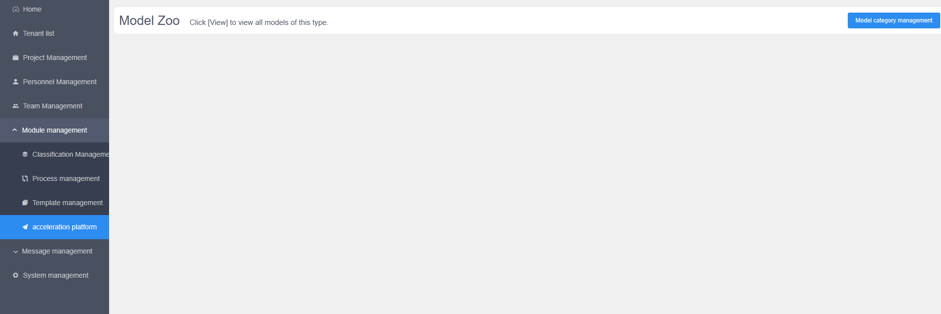 Home
Tenant list
Project Management
Personnel Management
Team Management
Module management
Classification Manageme
Process management
Template management
acceleration platform
Message management
System management
Model Zoo Click [View] to view all models of this type.
Model category management